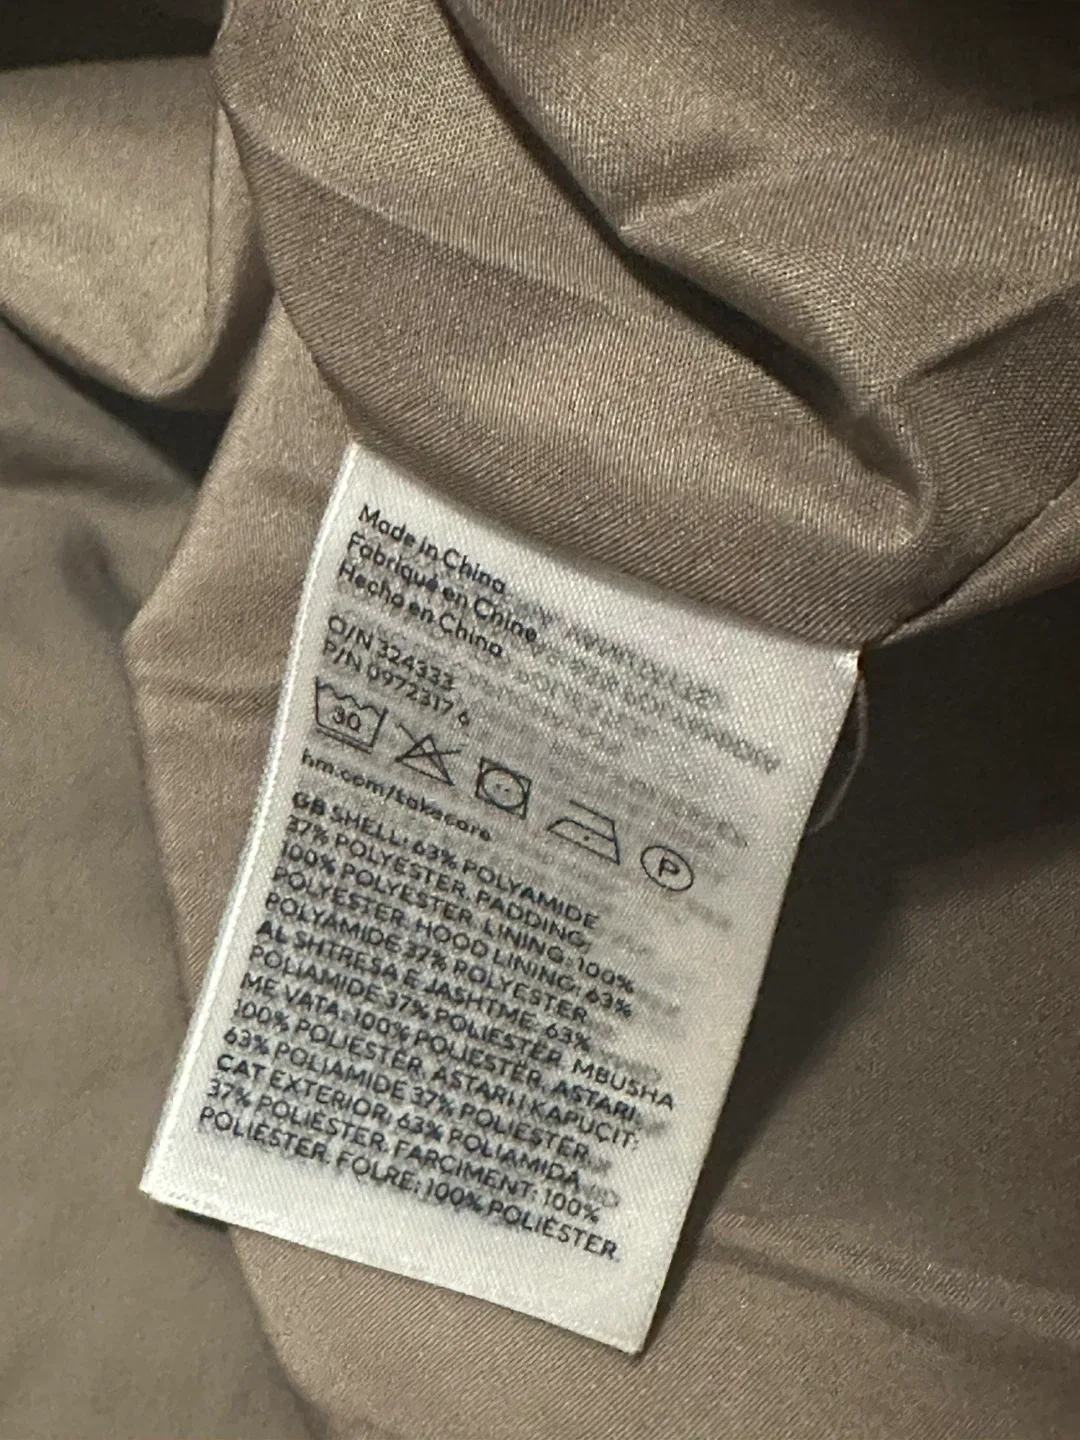 Made in China
Fabriqué en Chine
Hecho en China
O/N 324333
P/N 0972317 6
30
P
hm.com/takecare
GB SHELL: 63% POLYAMIDE
37% POLYESTER. PADDING:
100% POLYESTER. LINING: 100%
POLYESTER. HOOD LINING: 63%
POLYAMIDE 37% POLYESTER
AL SHTRESA E JASHTME: 63%
POLIAMIDE 37% POLIESTER. MBUSHA
ME VATA: 100% POLIESTER. ASTARI:
100% POLIESTER. ASTARI I KAPUÇIT:
63% POLIAMIDE 37% POLIESTER
CAT EXTERIOR: 63% POLIAMIDA
37% POLIÈSTER. FARCIMENT: 100%
POLIÈSTER. FOLRE: 100% POLIÈSTER.